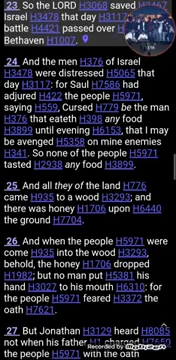 23 So the LORD H3068 saved H3467
Israel H3478 that day H3117
battle H4421 passed over H
Bethaven H1007.
24 And the men H376 of Israel
H3478 were distressed H5065 that
day H3117: for Saul H7586 had
adjured H422 the people H5971,
saying H559, Cursed H779 be the man
H376 that eateth H398 any food
H3899 until evening H6153, that I may
be avenged H5358 on mine enemies
H341. So none of the people H5971
tasted H2938 any food H3899.
25 And all they of the land H776
came H935 to a wood H3293; and
there was honey H1706 upon H6440
the ground H7704.
26 And when the people H5971 were
come H935 into the wood H3293,
behold, the honey H1706 dropped
H1982; but no man put H5381 his
hand H3027 to his mouth H6310: for
the people H5971 feared H3372 the
oath H7621.
27 But Jonathan H3129 heard H8085
not when his father H1 charged H7650
the people H5971 with the oath